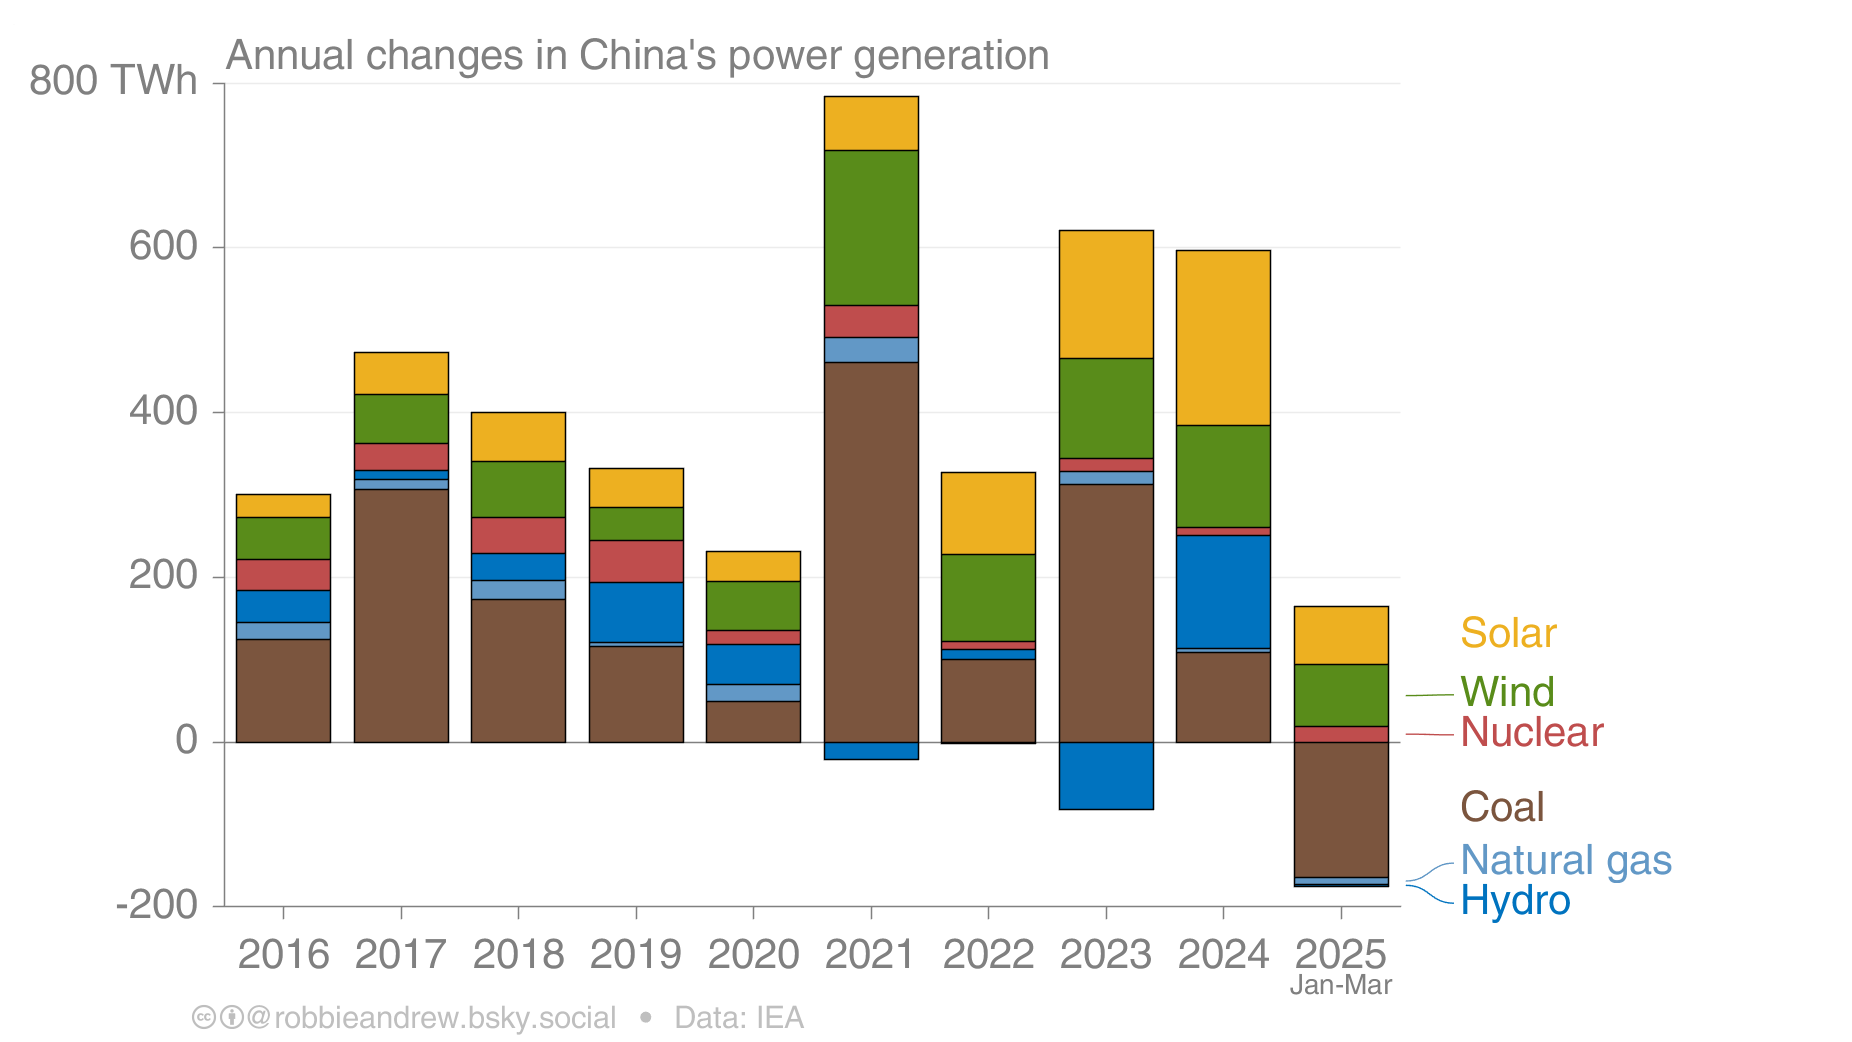 Annual changes in China's power generation
800 TWh
600
400
200
0
-200
Solar
Wind
Nuclear
Coal
Natural gas
Hydro
2016 2017 2018 2019 2020 2021 2022 2023 2024 2025
Jan-Mar
cc @robbieandrew.bsky.social • Data: IEA